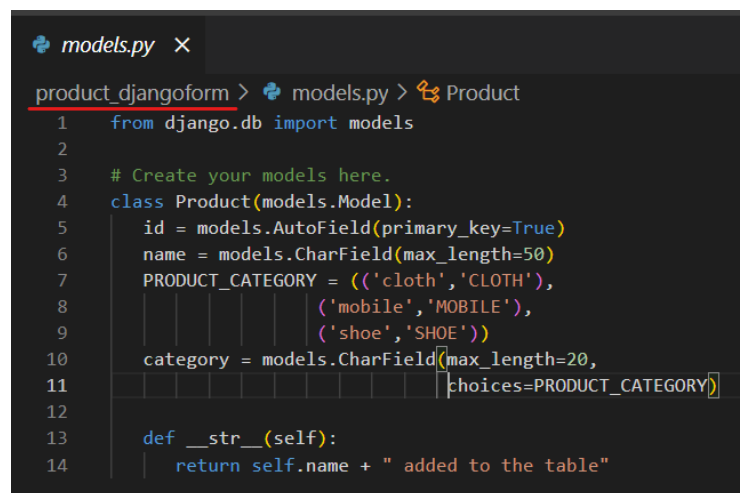 models.py ×
product_djangoform > models.py > Product
1 from django.db import models
2
3 # Create your models here.
4 class Product(models.Model):
5 id = models.AutoField(primary_key=True)
6 name = models.CharField(max_length=50)
7 PRODUCT_CATEGORY = (('cloth','CLOTH'),
8 ('mobile','MOBILE'),
9 ('shoe','SHOE'))
10 category = models.CharField(max_length=20,
11 choices=PRODUCT_CATEGORY)
12
13 def __str__(self):
14 return self.name + " added to the table"